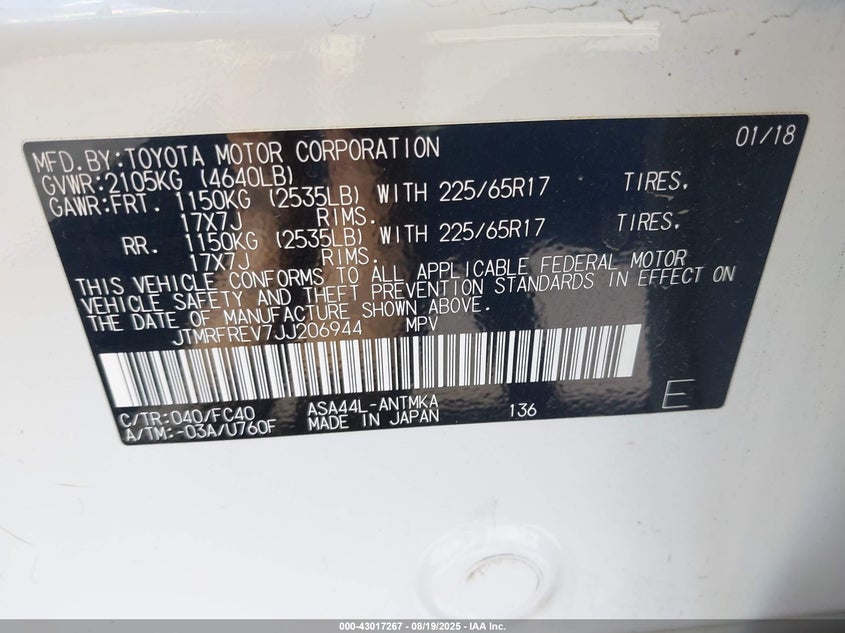 MFD.BY:TOYOTA MOTOR CORPORATION 01/18
GVWR:2105KG (4640LB)
GAWR:FRT. 1150KG (2535LB) WITH 225/65R17 TIRES,
17X7J RIMS.
RR. 1150KG (2535LB) WITH 225/65R17 TIRES,
17X7J RIMS.
THIS VEHICLE CONFORMS TO ALL APPLICABLE FEDERAL MOTOR
VEHICLE SAFETY AND THEFT PREVENTION STANDARDS IN EFFECT ON
THE DATE OF MANUFACTURE SHOWN ABOVE.
JTMRFREV7JJ206944 MPV
C/TR:040/FC40 ASA44L-ANTMKA 136 E
A/TM:-03A/U760F MADE IN JAPAN
000-43017267 - 08/19/2025 - IAA Inc.